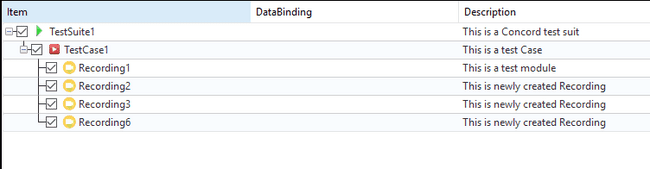 Item DataBinding Description
TestSuite1 This is a Concord test suit
TestCase1 This is a test Case
Recording1 This is a test module
Recording2 This is newly created Recording
Recording3 This is newly created Recording
Recording6 This is newly created Recording